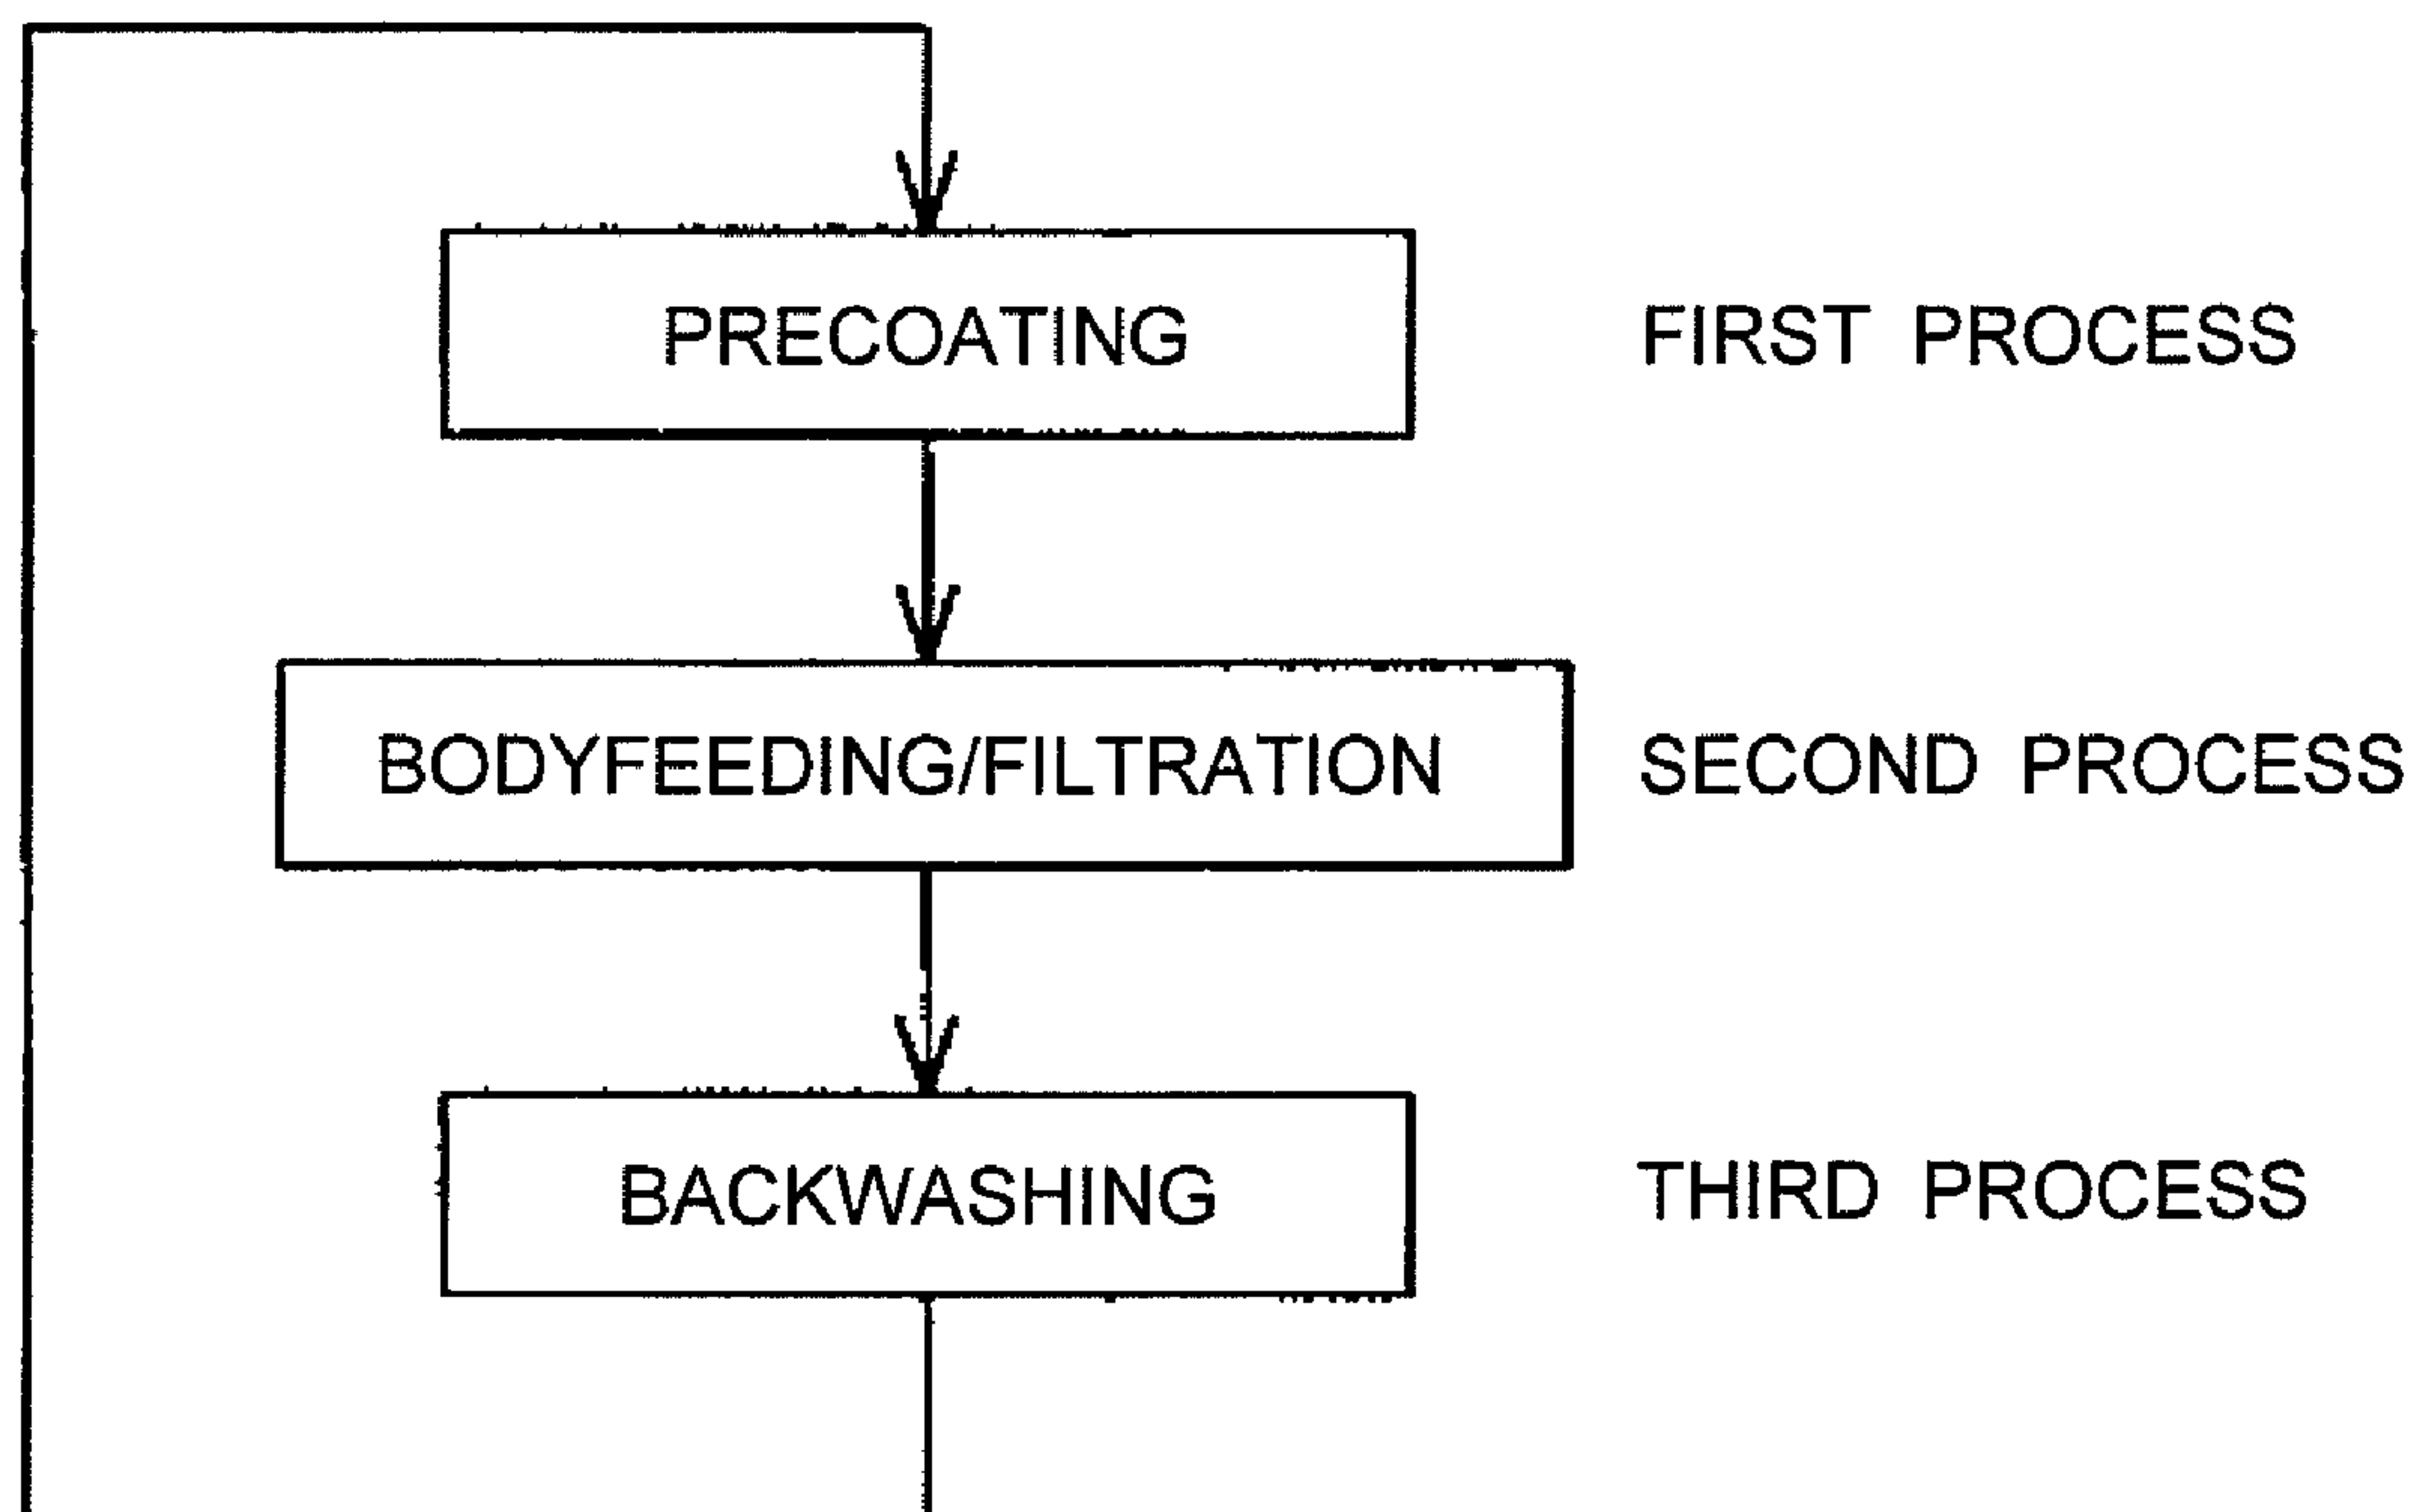 PRECOATING FIRST PROCESS
BODYFEEDING/FILTRATION SECOND PROCESS
BACKWASHING THIRD PROCESS